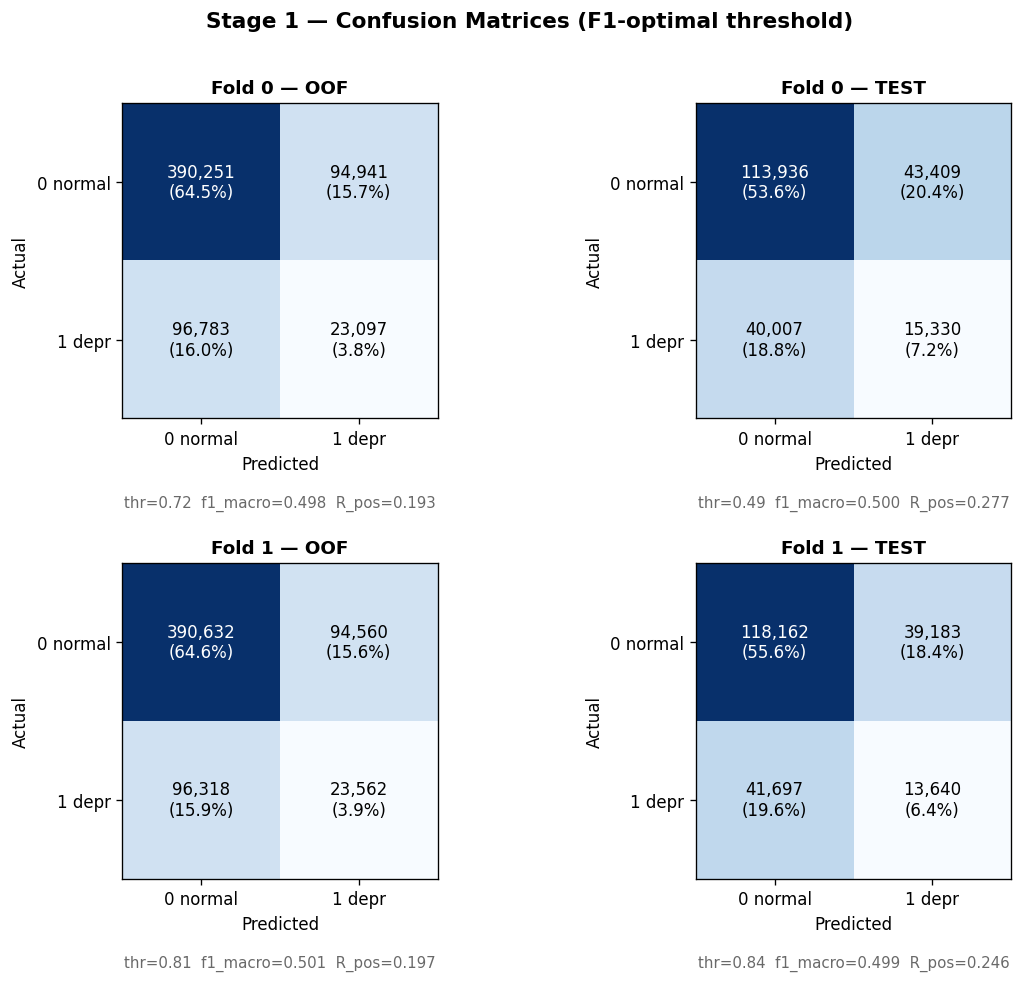 Stage 1 — Confusion Matrices (F1-optimal threshold)
Fold 0 — OOF
Actual
0 normal
1 depr
390,251
(64.5%)
94,941
(15.7%)
96,783
(16.0%)
23,097
(3.8%)
0 normal
1 depr
Predicted
thr=0.72 f1_macro=0.498 R_pos=0.193
Fold 0 — TEST
Actual
0 normal
1 depr
113,936
(53.6%)
43,409
(20.4%)
40,007
(18.8%)
15,330
(7.2%)
0 normal
1 depr
Predicted
thr=0.49 f1_macro=0.500 R_pos=0.277
Fold 1 — OOF
Actual
0 normal
1 depr
390,632
(64.6%)
94,560
(15.6%)
96,318
(15.9%)
23,562
(3.9%)
0 normal
1 depr
Predicted
thr=0.81 f1_macro=0.501 R_pos=0.197
Fold 1 — TEST
Actual
0 normal
1 depr
118,162
(55.6%)
39,183
(18.4%)
41,697
(19.6%)
13,640
(6.4%)
0 normal
1 depr
Predicted
thr=0.84 f1_macro=0.499 R_pos=0.246